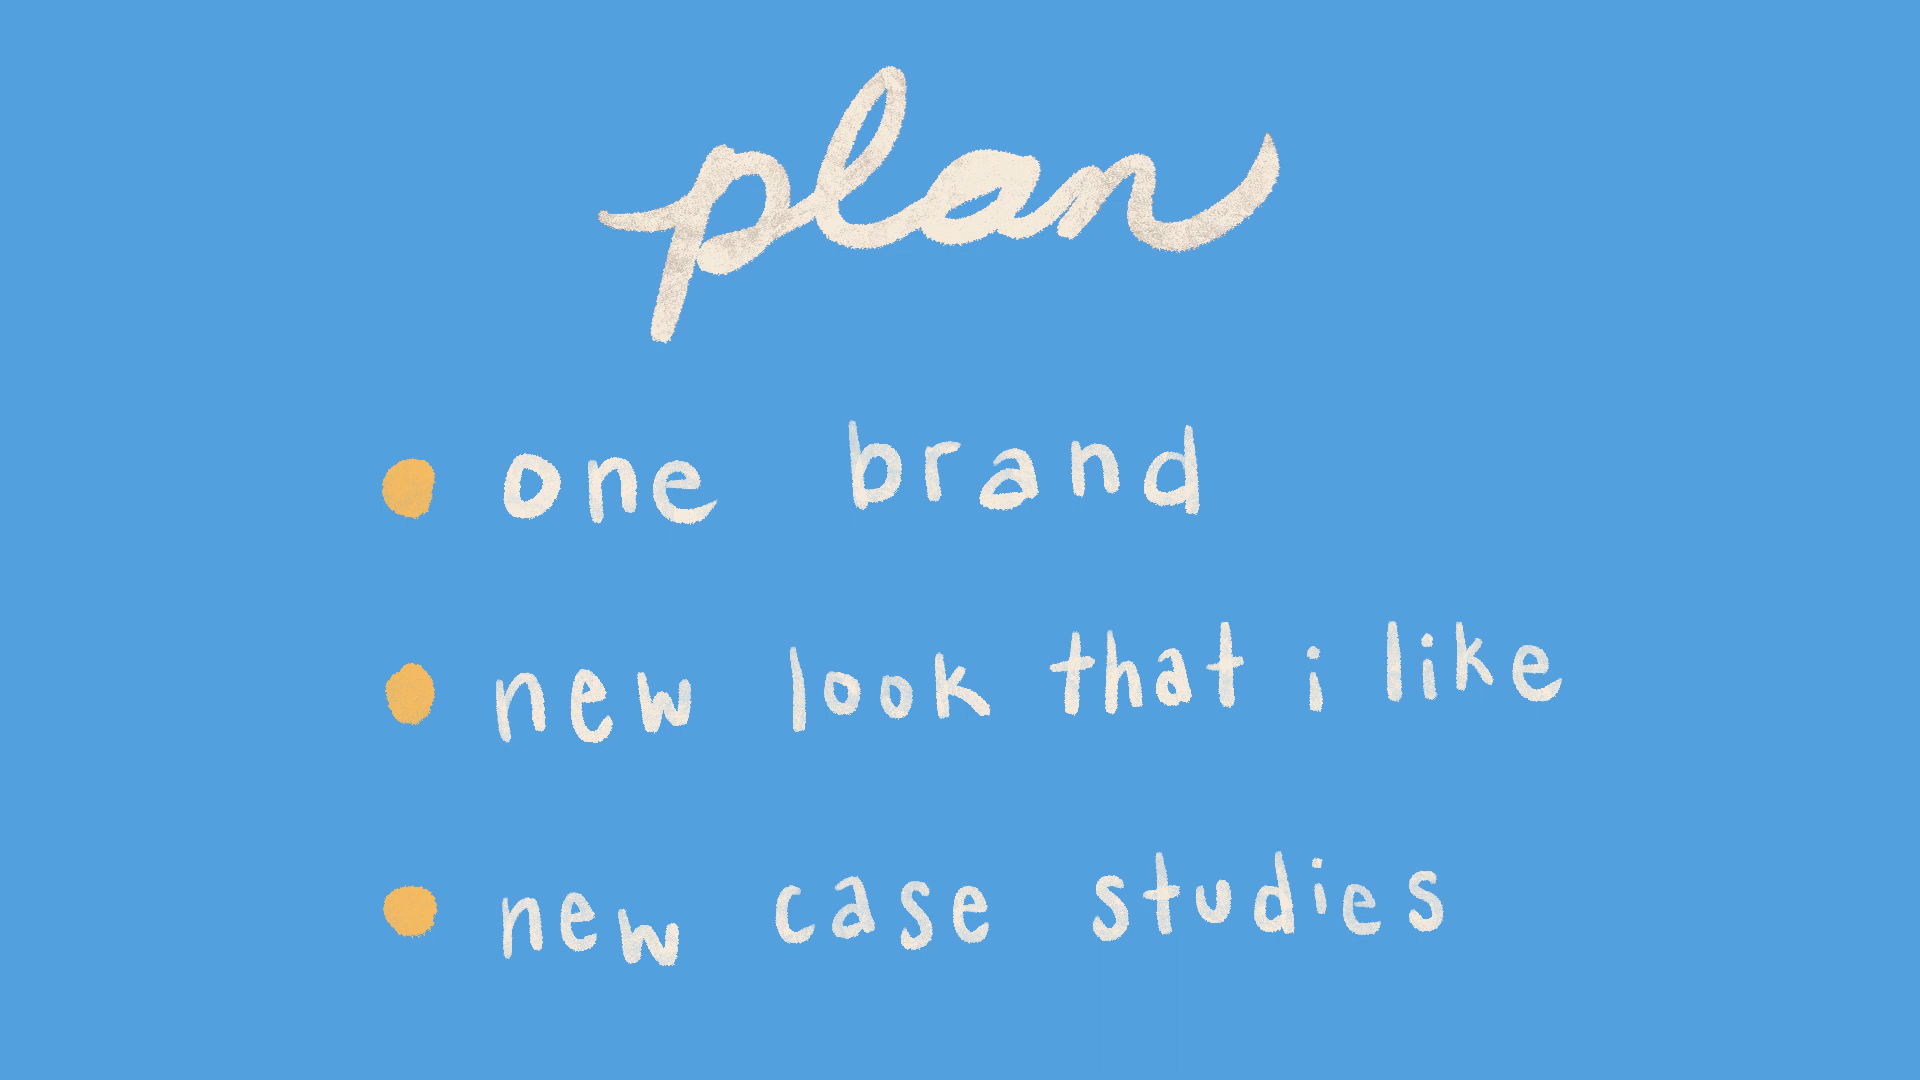 plan
one brand
new look that i like
new case studies